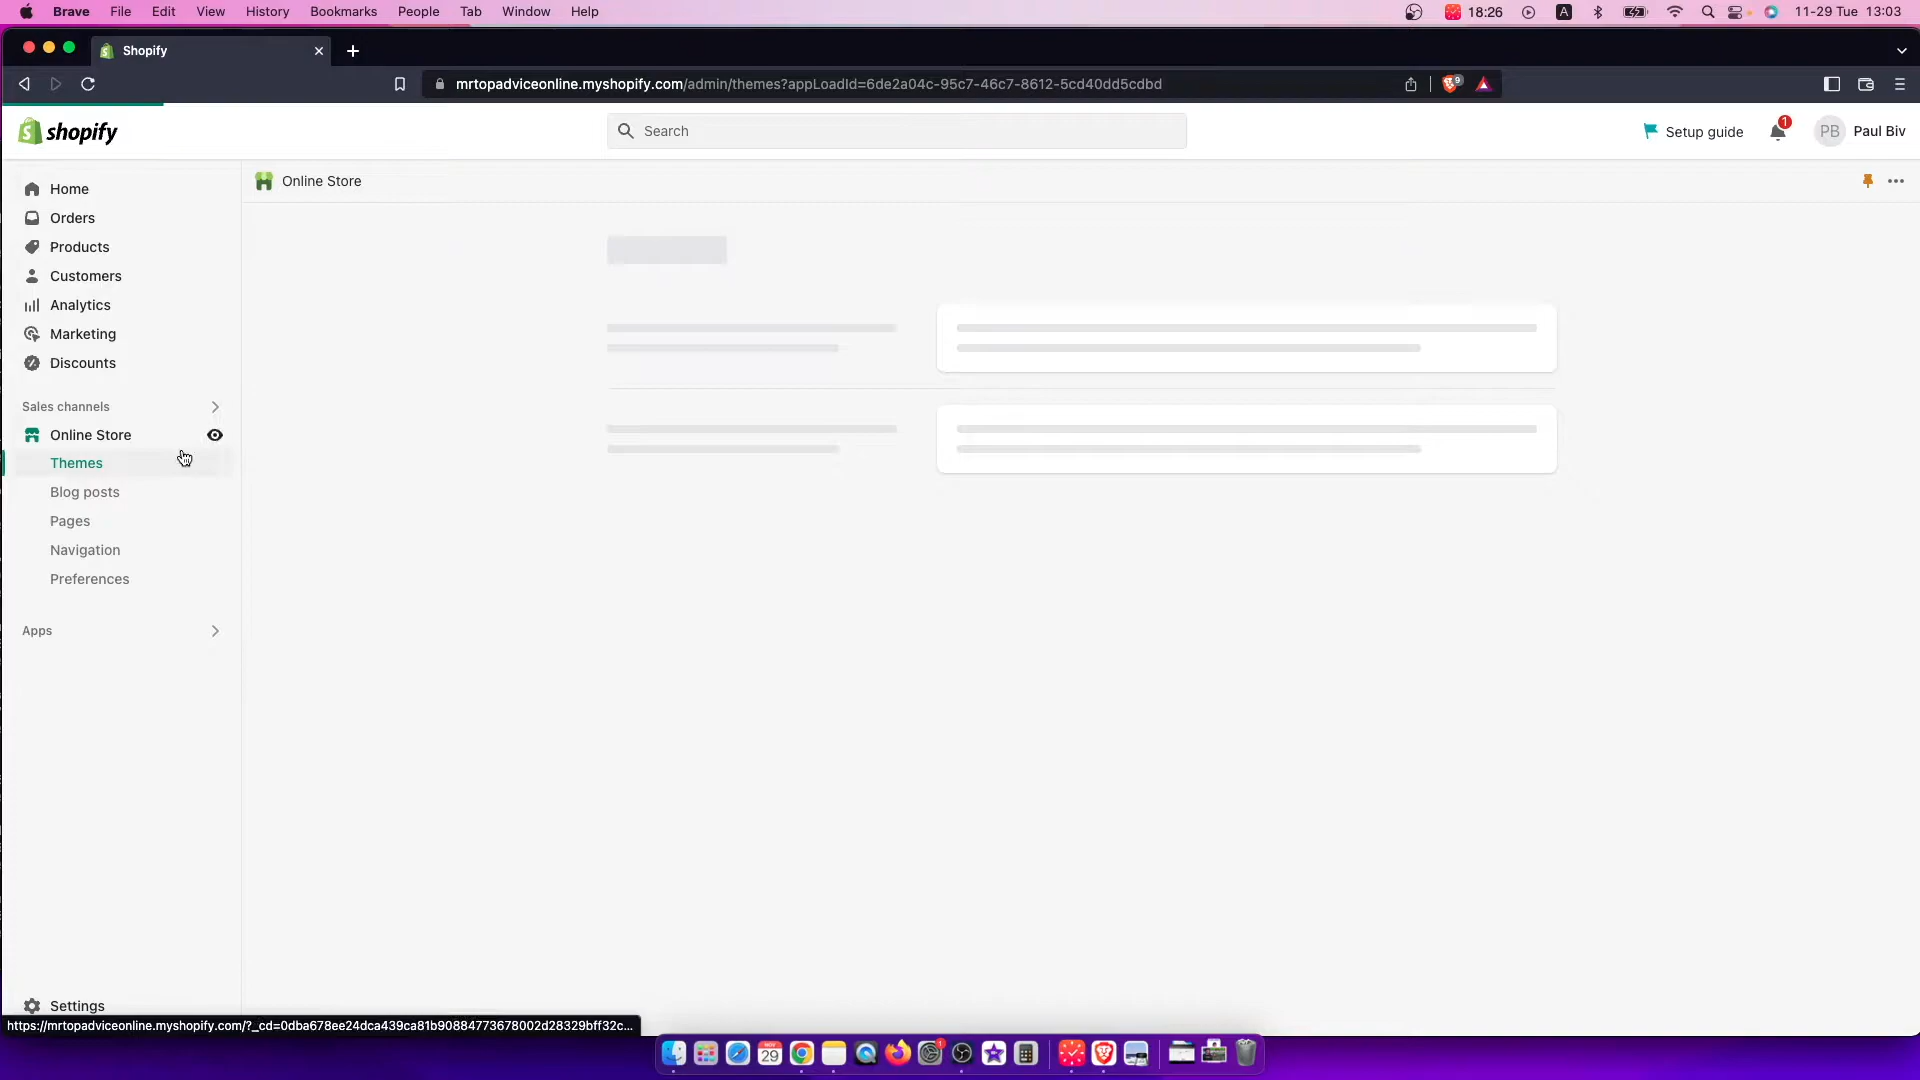 Brave File Edit View History Bookmarks People Tab Window Help 18:26 A 11-29 Tue 13:03
Shopify
mrtopadviceonline.myshopify.com/admin/themes?appLoadId=6de2a04c-95c7-46c7-8612-5cd40dd5cdbd 9
shopify Search Setup guide 1 PB Paul Biv
Home
Online Store
Orders
Products
Customers
Analytics
Marketing
Discounts
Sales channels
Online Store
Themes
Blog posts
Pages
Navigation
Preferences
Apps
Settings
https://mrtopadviceonline.myshopify.com/?_cd=0dba678ee24dca439ca81b90884773678002d28329bff32c...
NOV
29
1